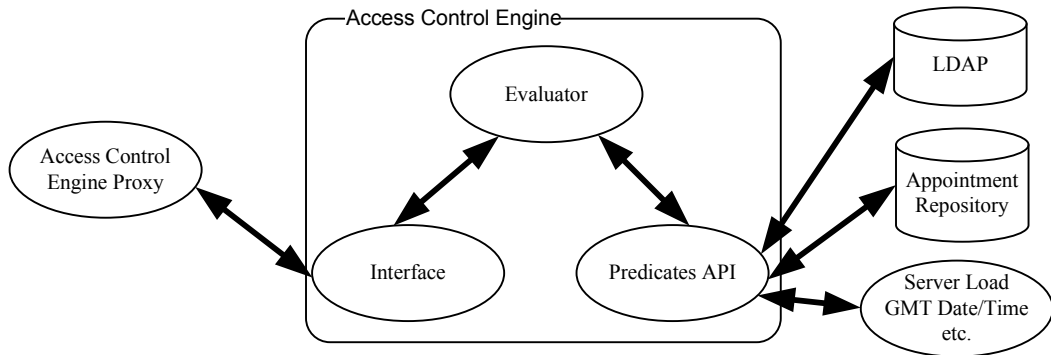 Access Control Engine
LDAP
Evaluator
Access Control
Engine Proxy
Appointment
Repository
Interface
Predicates API
Server Load
GMT Date/Time
etc.